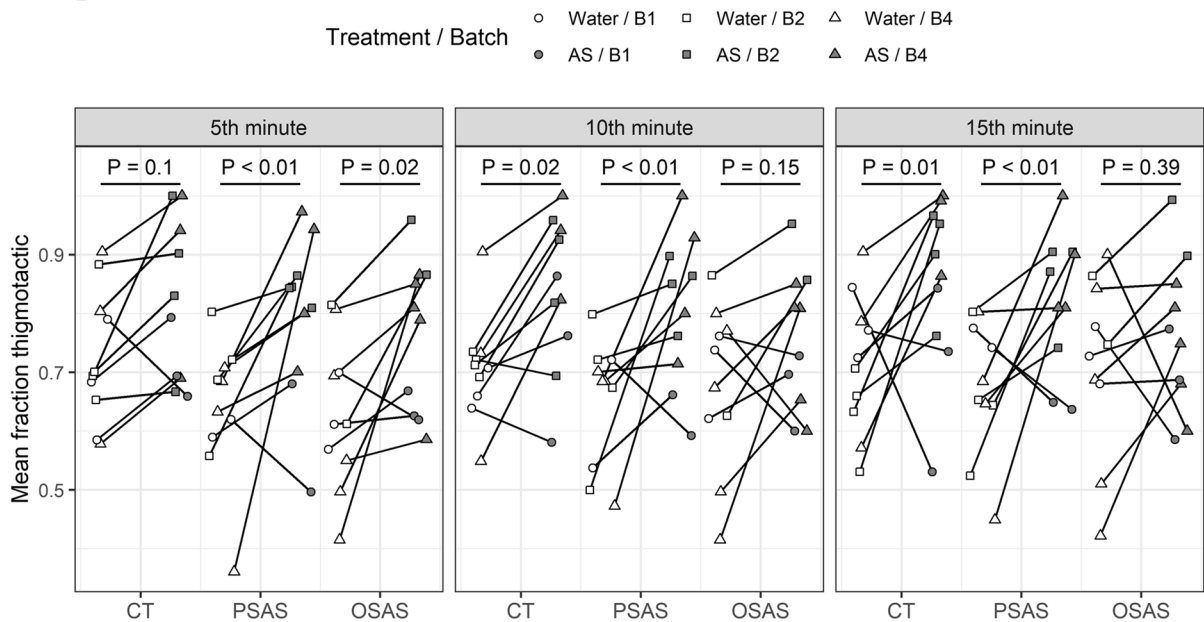 Treatment / Batch
Water / B1 Water / B2 Water / B4
AS / B1 AS / B2 AS / B4
5th minute 10th minute 15th minute
P = 0.1 P < 0.01 P = 0.02 P = 0.02 P < 0.01 P = 0.15 P = 0.01 P < 0.01 P = 0.39
Mean fraction thigmotactic
0.9
0.7
0.5
CT PSAS OSAS CT PSAS OSAS CT PSAS OSAS